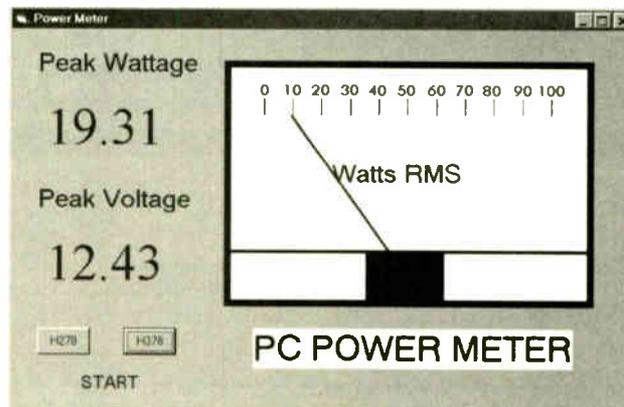 Power Meter
Peak Wattage
19.31
Peak Voltage
12.43
H278 H378
START
0 10 20 30 40 50 60 70 80 90 100
Watts RMS
PC POWER METER